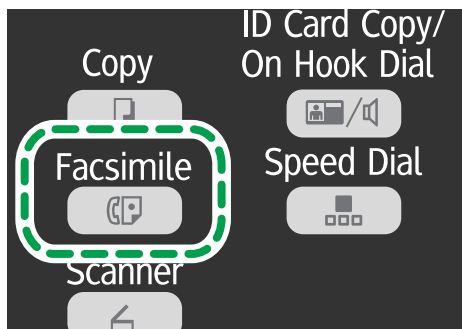 Copy
ID Card Copy/
On Hook Dial
Facsimile
Speed Dial
Scanner